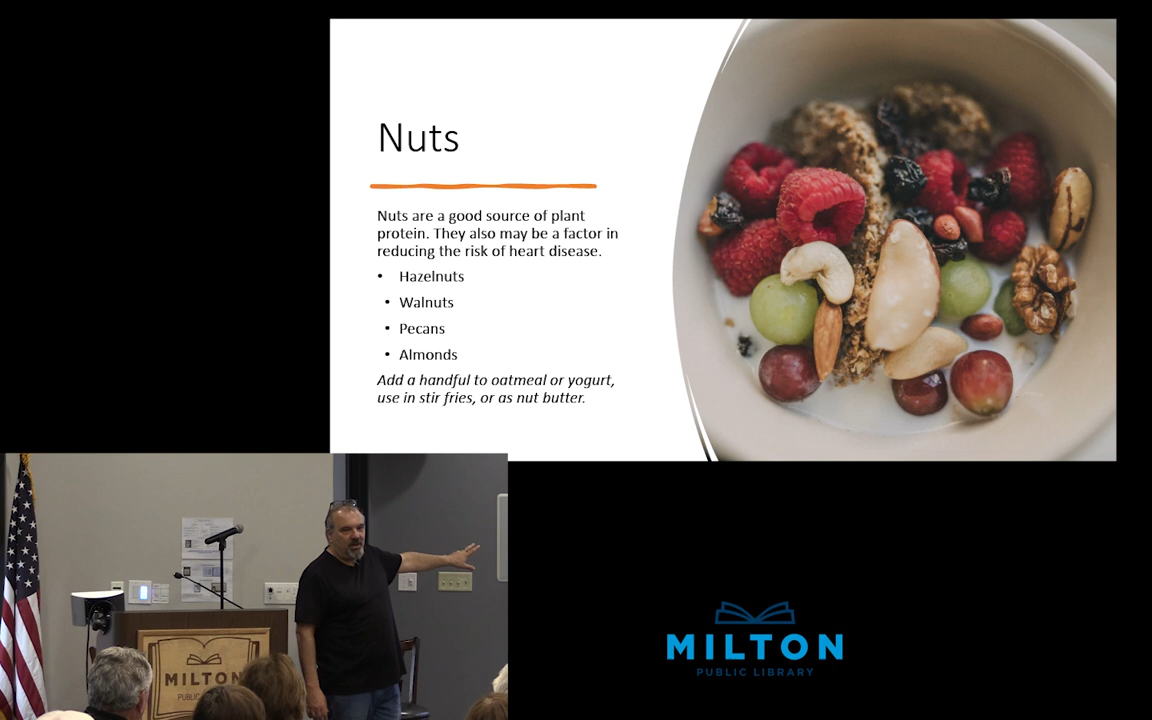 Nuts
Nuts are a good source of plant
protein. They also may be a factor in
reducing the risk of heart disease.
• Hazelnuts
• Walnuts
• Pecans
• Almonds
Add a handful to oatmeal or yogurt,
use in stir fries, or as nut butter.
MILTON
PUBLIC LIBRARY
MILTON